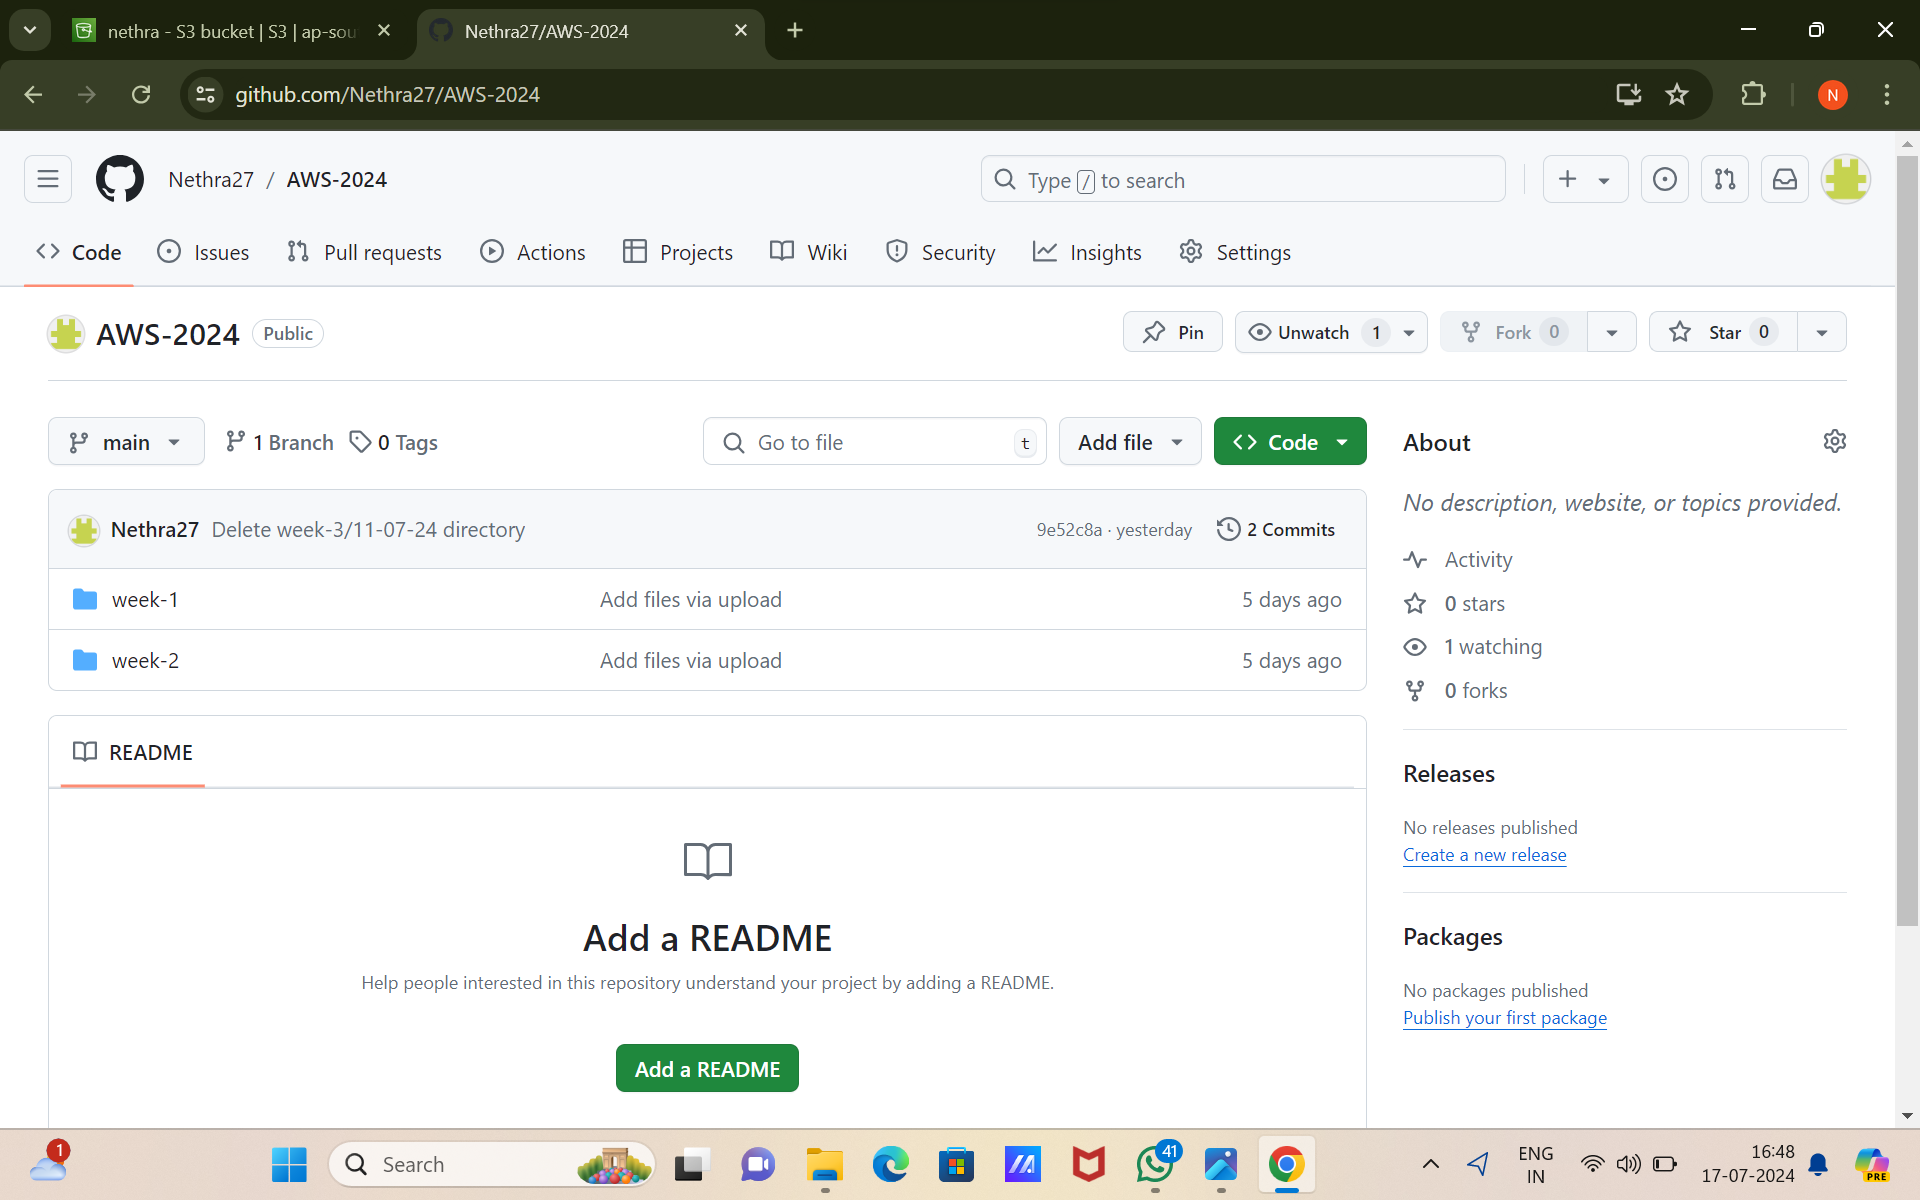 nethra - S3 bucket | S3 | ap-sou
Nethra27/AWS-2024
github.com/Nethra27/AWS-2024
N
Nethra27 / AWS-2024
Type / to search
Code Issues Pull requests Actions Projects Wiki Security Insights Settings
AWS-2024 Public
Pin Unwatch 1 Fork 0 Star 0
main 1 Branch 0 Tags Go to file t Add file Code
About
No description, website, or topics provided.
Nethra27 Delete week-3/11-07-24 directory 9e52c8a · yesterday 2 Commits
week-1 Add files via upload 5 days ago
week-2 Add files via upload 5 days ago
Activity
0 stars
1 watching
0 forks
README
Add a README
Help people interested in this repository understand your project by adding a README.
Add a README
Releases
No releases published
Create a new release
Packages
No packages published
Publish your first package
1
Search
41
ENG
IN
16:48
17-07-2024
PRE